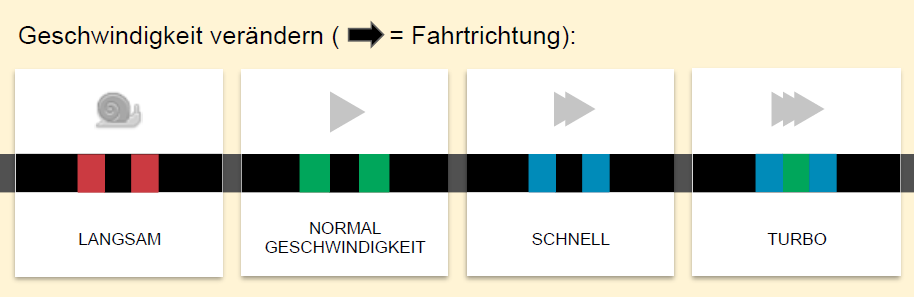 Geschwindigkeit verändern ( = Fahrtrichtung):
LANGSAM
NORMAL
GESCHWINDIGKEIT
SCHNELL
TURBO